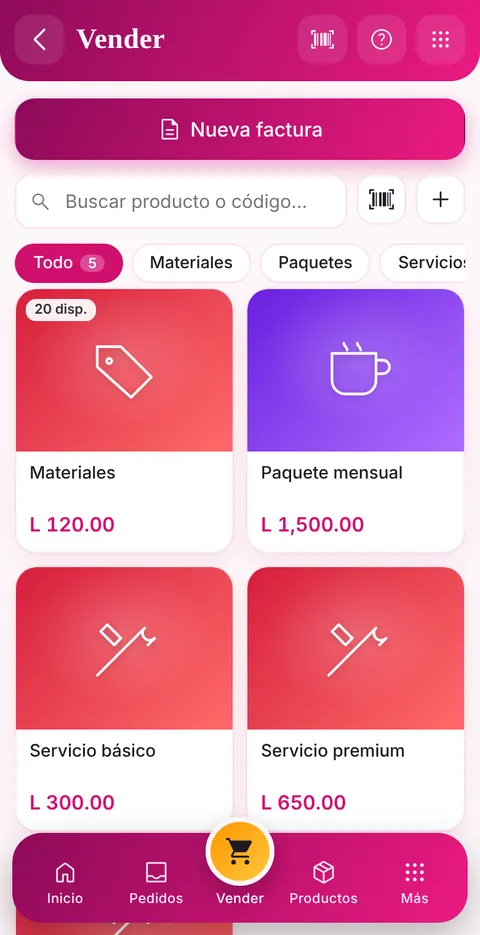 Vender
Nueva factura
Buscar producto o código...
Todo 5
Materiales
Paquetes
Servicios
20 disp.
Materiales
L 120.00
Paquete mensual
L 1,500.00
Servicio básico
L 300.00
Servicio premium
L 650.00
Inicio
Pedidos
Vender
Productos
Más